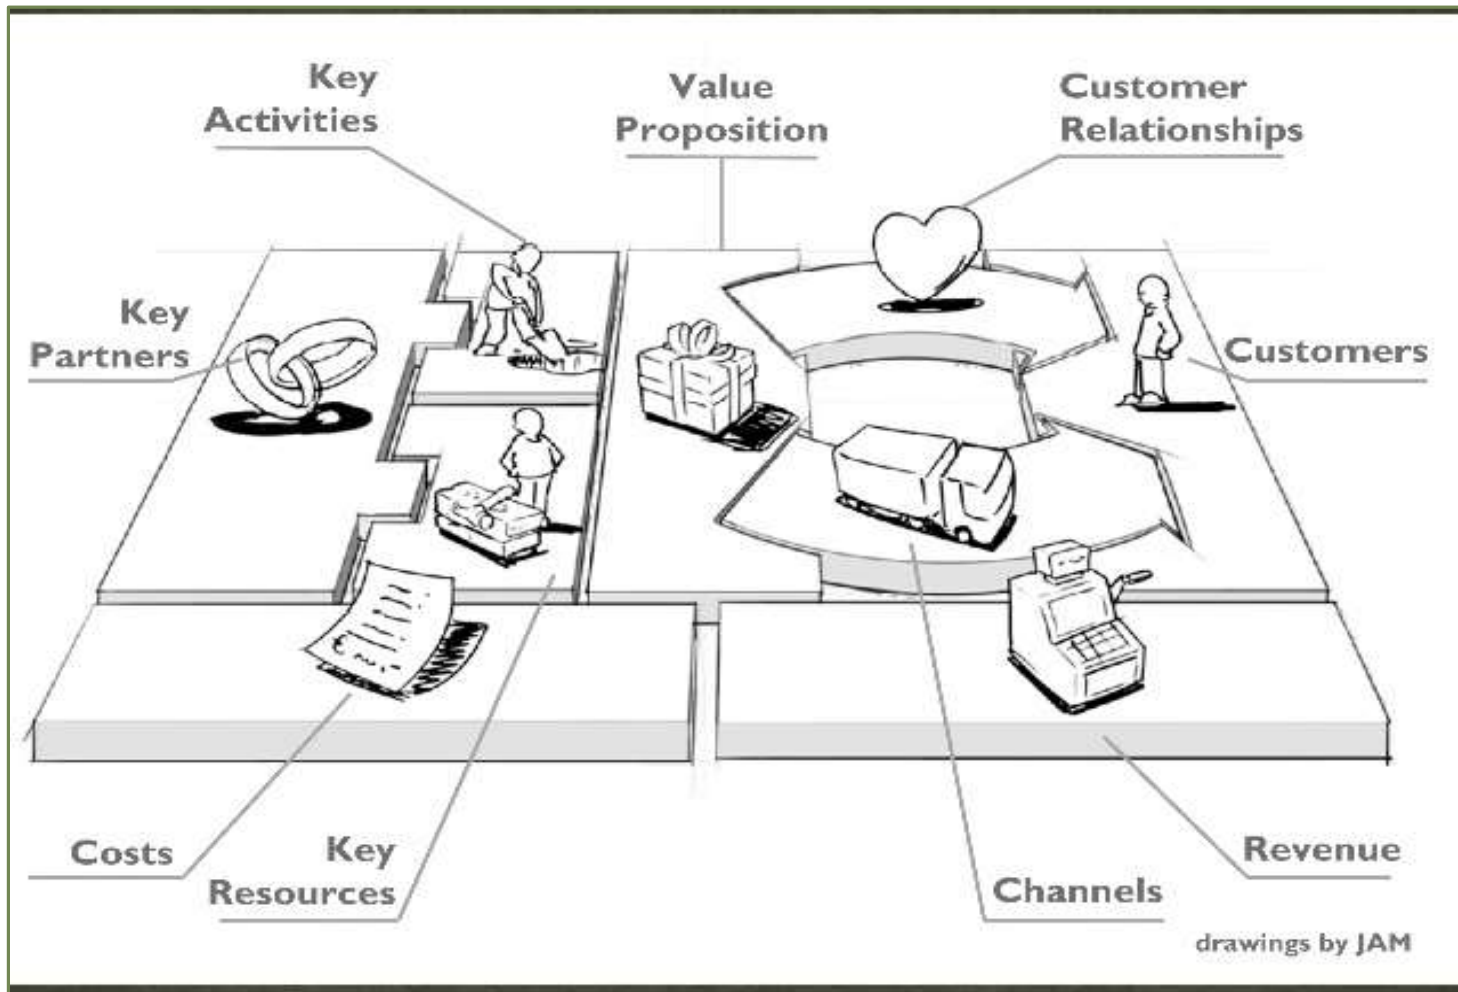 Key
Activities
Value
Proposition
Customer
Relationships
Key
Partners
Customers
Costs
Key
Resources
Channels
Revenue
drawings by JAM